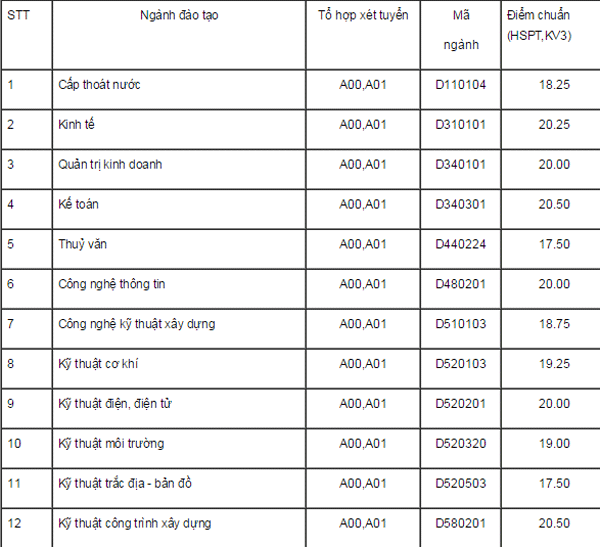 STT Ngành đào tạo Tổ hợp xét tuyển Mã ngành Điểm chuẩn (HSPT,KV3)
1 Cấp thoát nước A00,A01 D110104 18.25
2 Kinh tế A00,A01 D310101 20.25
3 Quản trị kinh doanh A00,A01 D340101 20.00
4 Kế toán A00,A01 D340301 20.50
5 Thuỷ văn A00,A01 D440224 17.50
6 Công nghệ thông tin A00,A01 D480201 20.00
7 Công nghệ kỹ thuật xây dựng A00,A01 D510103 18.75
8 Kỹ thuật cơ khí A00,A01 D520103 19.25
9 Kỹ thuật điện, điện tử A00,A01 D520201 20.00
10 Kỹ thuật môi trường A00,A01 D520320 19.00
11 Kỹ thuật trắc địa - bản đồ A00,A01 D520503 17.50
12 Kỹ thuật công trình xây dựng A00,A01 D580201 20.50